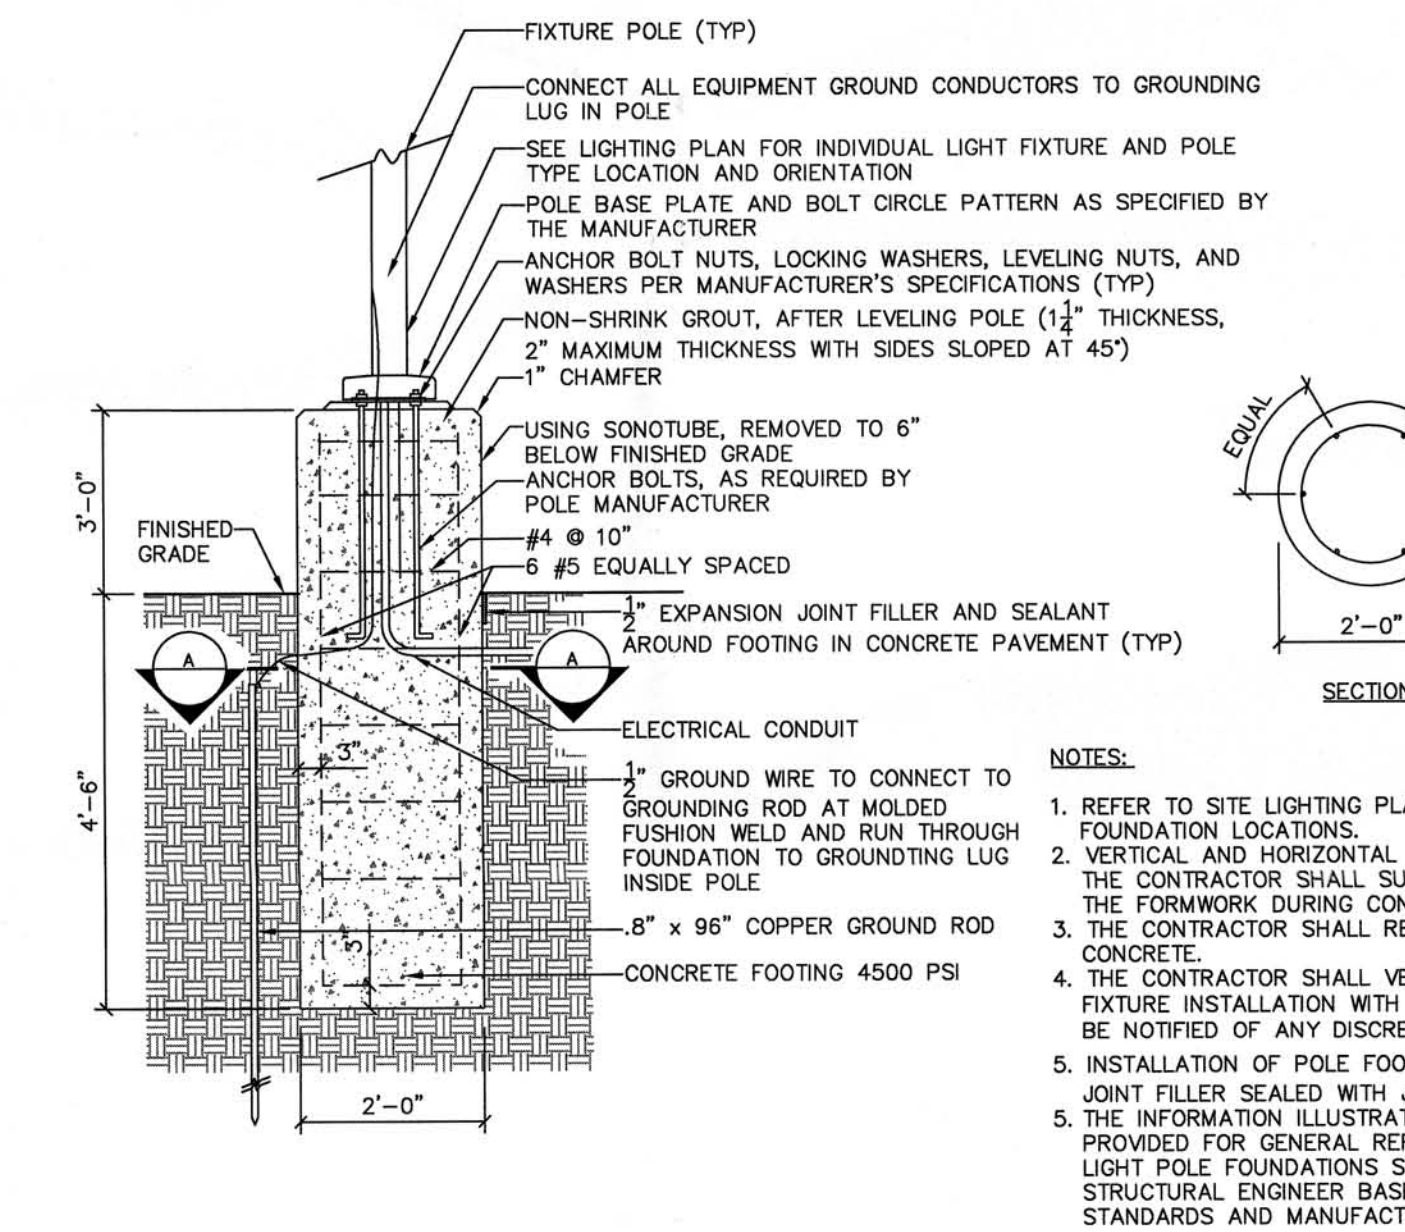 FIXTURE POLE (TYP)
CONNECT ALL EQUIPMENT GROUND CONDUCTORS TO GROUNDING
LUG IN POLE
SEE LIGHTING PLAN FOR INDIVIDUAL LIGHT FIXTURE AND POLE
TYPE LOCATION AND ORIENTATION
POLE BASE PLATE AND BOLT CIRCLE PATTERN AS SPECIFIED BY
THE MANUFACTURER
ANCHOR BOLT NUTS, LOCKING WASHERS, LEVELING NUTS, AND
WASHERS PER MANUFACTURER'S SPECIFICATIONS (TYP)
NON-SHRINK GROUT, AFTER LEVELING POLE (1 1/4" THICKNESS,
2" MAXIMUM THICKNESS WITH SIDES SLOPED AT 45°)
1" CHAMFER
USING SONOTUBE, REMOVED TO 6"
BELOW FINISHED GRADE
ANCHOR BOLTS, AS REQUIRED BY
POLE MANUFACTURER
#4 @ 10"
6 #5 EQUALLY SPACED
1/2" EXPANSION JOINT FILLER AND SEALANT
AROUND FOOTING IN CONCRETE PAVEMENT (TYP)
ELECTRICAL CONDUIT
1/2" GROUND WIRE TO CONNECT TO
GROUNDING ROD AT MOLDED
FUSHION WELD AND RUN THROUGH
FOUNDATION TO GROUNDTING LUG
INSIDE POLE
.8" x 96" COPPER GROUND ROD
CONCRETE FOOTING 4500 PSI
3'-0"
FINISHED
GRADE
4'-6"
A
A
3"
3"
2'-0"
EQUAL
2'-0"
SECTION
NOTES:
1. REFER TO SITE LIGHTING PLA
FOUNDATION LOCATIONS.
2. VERTICAL AND HORIZONTAL
THE CONTRACTOR SHALL SU
THE FORMWORK DURING CON
3. THE CONTRACTOR SHALL RE
CONCRETE.
4. THE CONTRACTOR SHALL VE
FIXTURE INSTALLATION WITH
BE NOTIFIED OF ANY DISCRE
5. INSTALLATION OF POLE FOO
JOINT FILLER SEALED WITH J
5. THE INFORMATION ILLUSTRAT
PROVIDED FOR GENERAL REF
LIGHT POLE FOUNDATIONS S
STRUCTURAL ENGINEER BASE
STANDARDS AND MANUFACT